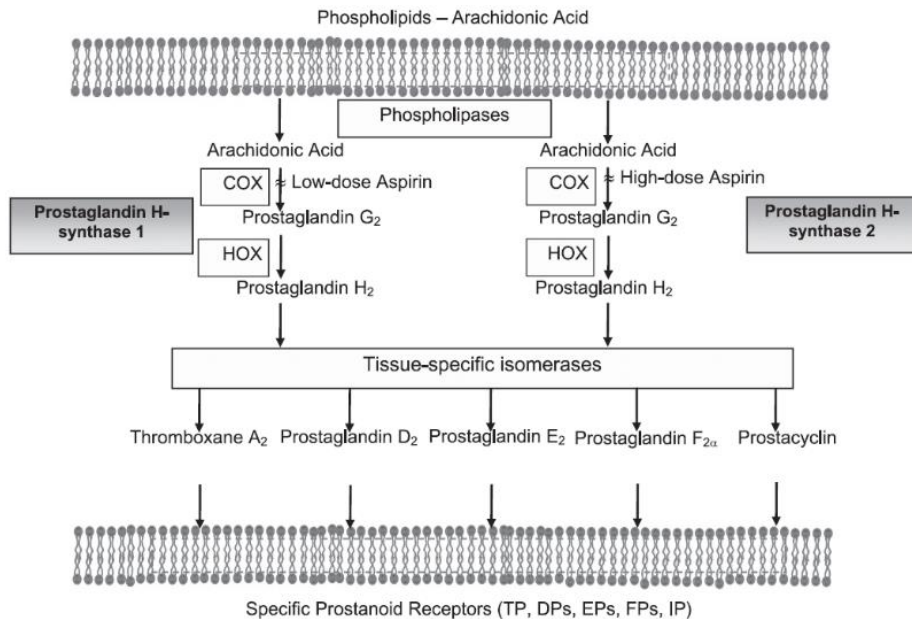 Phospholipids – Arachidonic Acid
Phospholipases
Arachidonic Acid
Arachidonic Acid
COX
≈ Low-dose Aspirin
COX
≈ High-dose Aspirin
Prostaglandin H-
synthase 1
Prostaglandin G₂
Prostaglandin G₂
Prostaglandin H-
synthase 2
HOX
HOX
Prostaglandin H₂
Prostaglandin H₂
Tissue-specific isomerases
Thromboxane A₂
Prostaglandin D₂
Prostaglandin E₂
Prostaglandin F₂α
Prostacyclin
Specific Prostanoid Receptors (TP, DPs, EPs, FPs, IP)